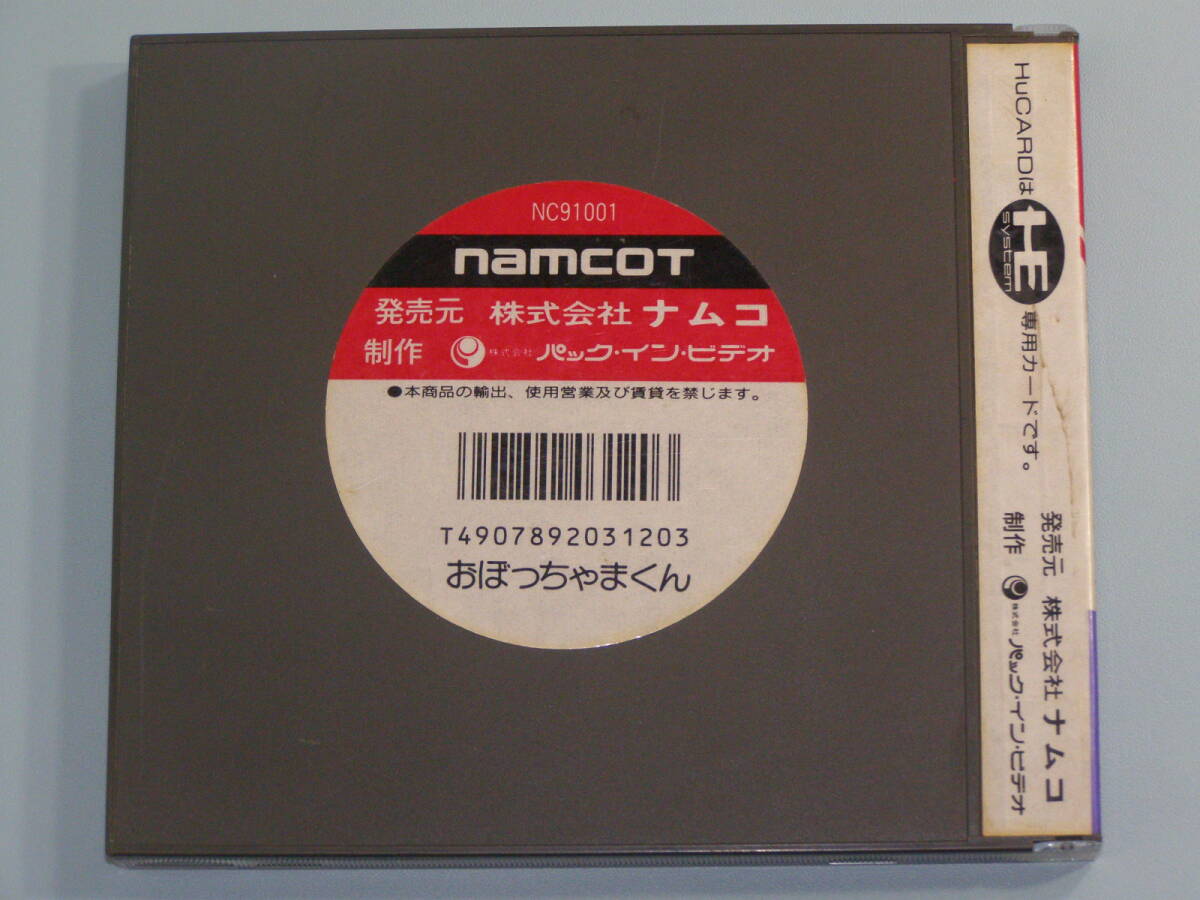 NC91001
namcot
発売元 株式会社 ナムコ
制作 株式会社 パック・イン・ビデオ
●本商品の輸出、使用営業及び賃貸を禁じます。
T4907892031203
おぼっちゃまくん
HuCARDは HE system 専用カードです。
発売元 株式会社 ナムコ
制作 株式会社 パック・イン・ビデオ